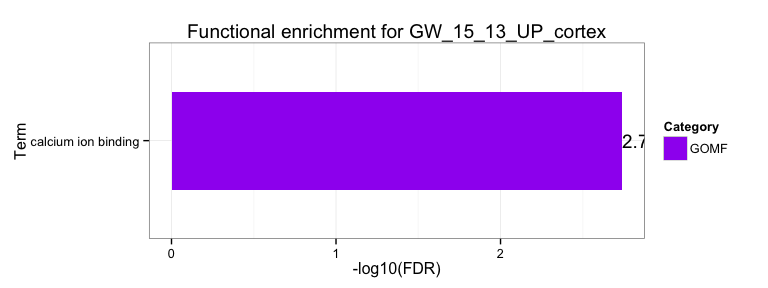 Functional enrichment for GW_15_13_UP_cortex
Term
calcium ion binding
2.7
0 1 2
-log10(FDR)
Category
GOMF